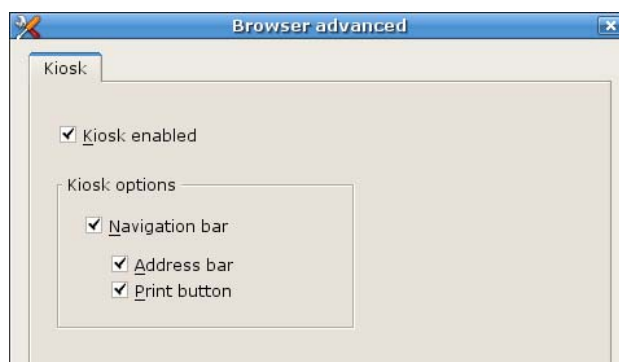 Browser advanced
Kiosk
Kiosk enabled
Kiosk options
Navigation bar
Address bar
Print button